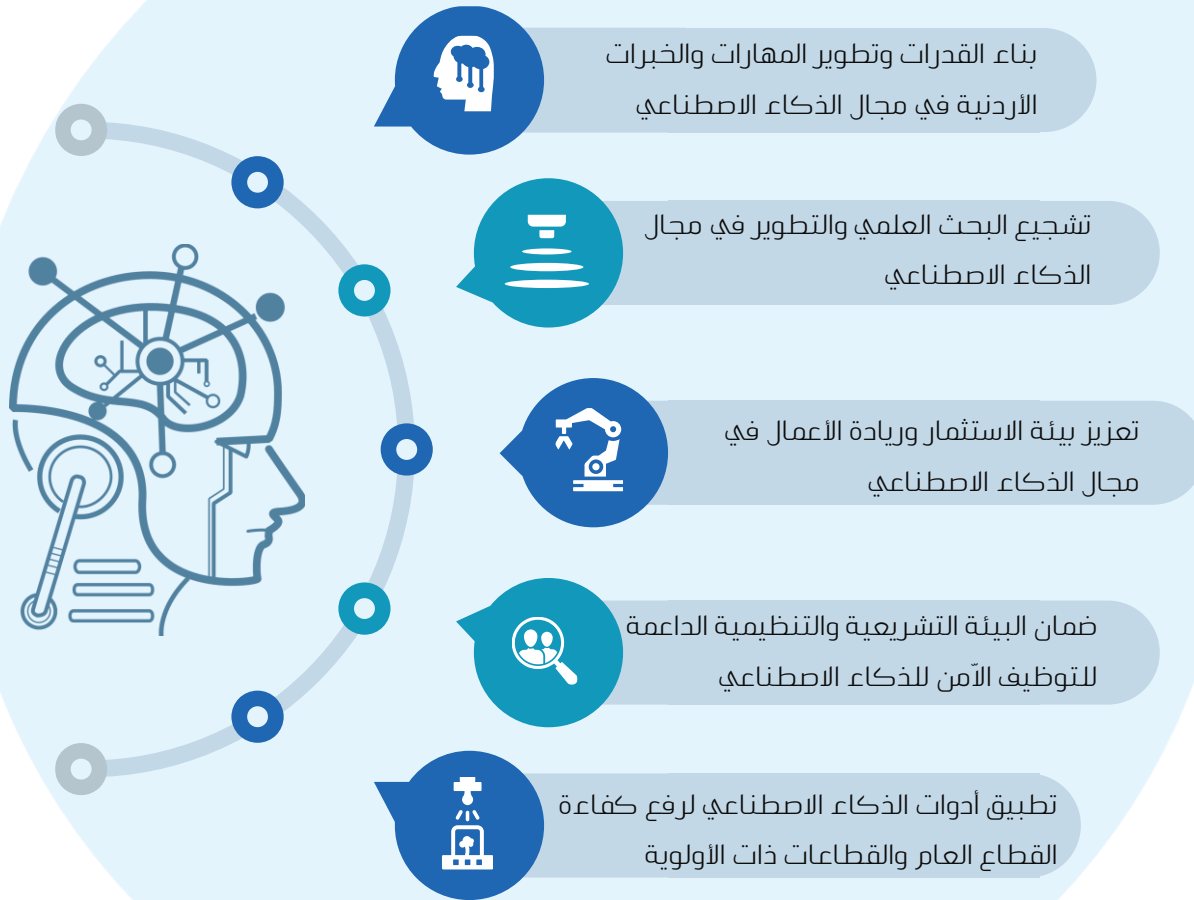 بناء القدرات وتطوير المهارات والخبرات
الأردنية في مجال الذكاء الاصطناعي
تشجيع البحث العلمي والتطوير في مجال
الذكاء الاصطناعي
تعزيز بيئة الاستثمار وريادة الأعمال في
مجال الذكاء الاصطناعي
ضمان البيئة التشريعية والتنظيمية الداعمة
للتوظيف الآمن للذكاء الاصطناعي
تطبيق أدوات الذكاء الاصطناعي لرفع كفاءة
القطاع العام والقطاعات ذات الأولوية